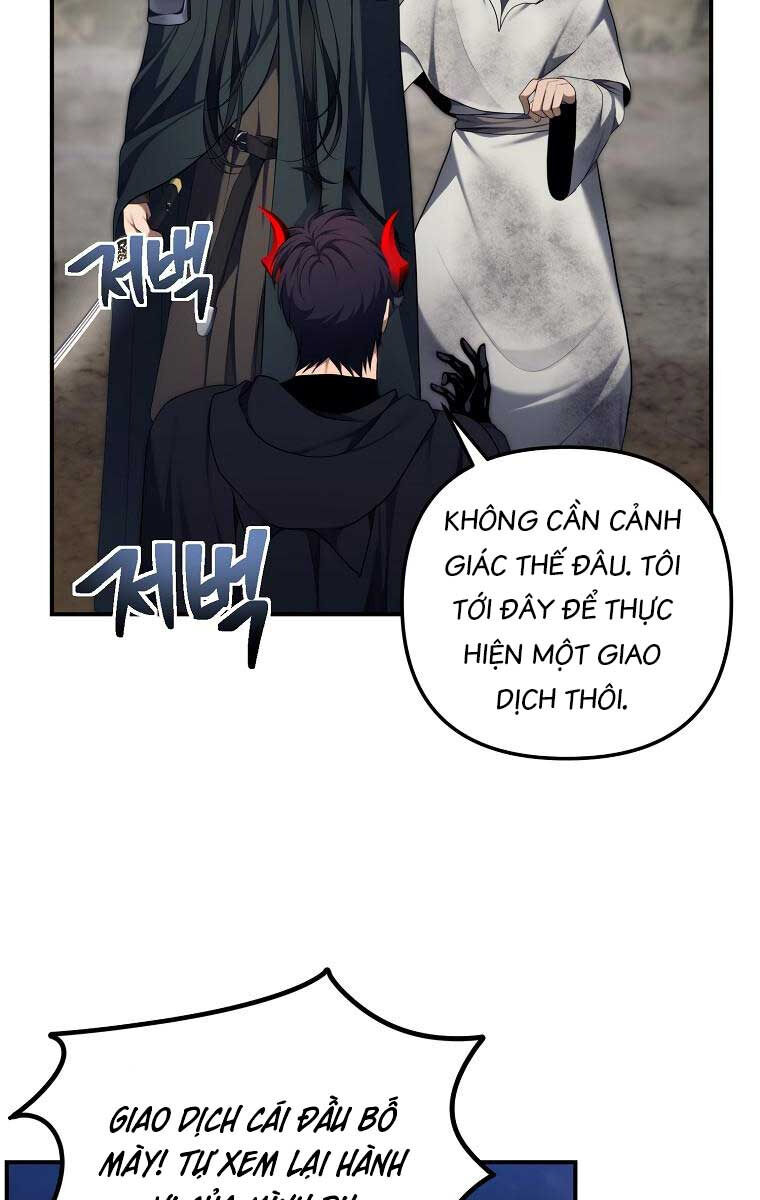 저벅
저벅
KHÔNG CẦN CẢNH
GIÁC THẾ ĐÂU. TÔI
TỚI ĐÂY ĐỂ THỰC
HIỆN MỘT GIAO
DỊCH THÔI.
GIAO DỊCH CÁI ĐẦU BỐ
MÀY! TỰ XEM LẠI HÀNH